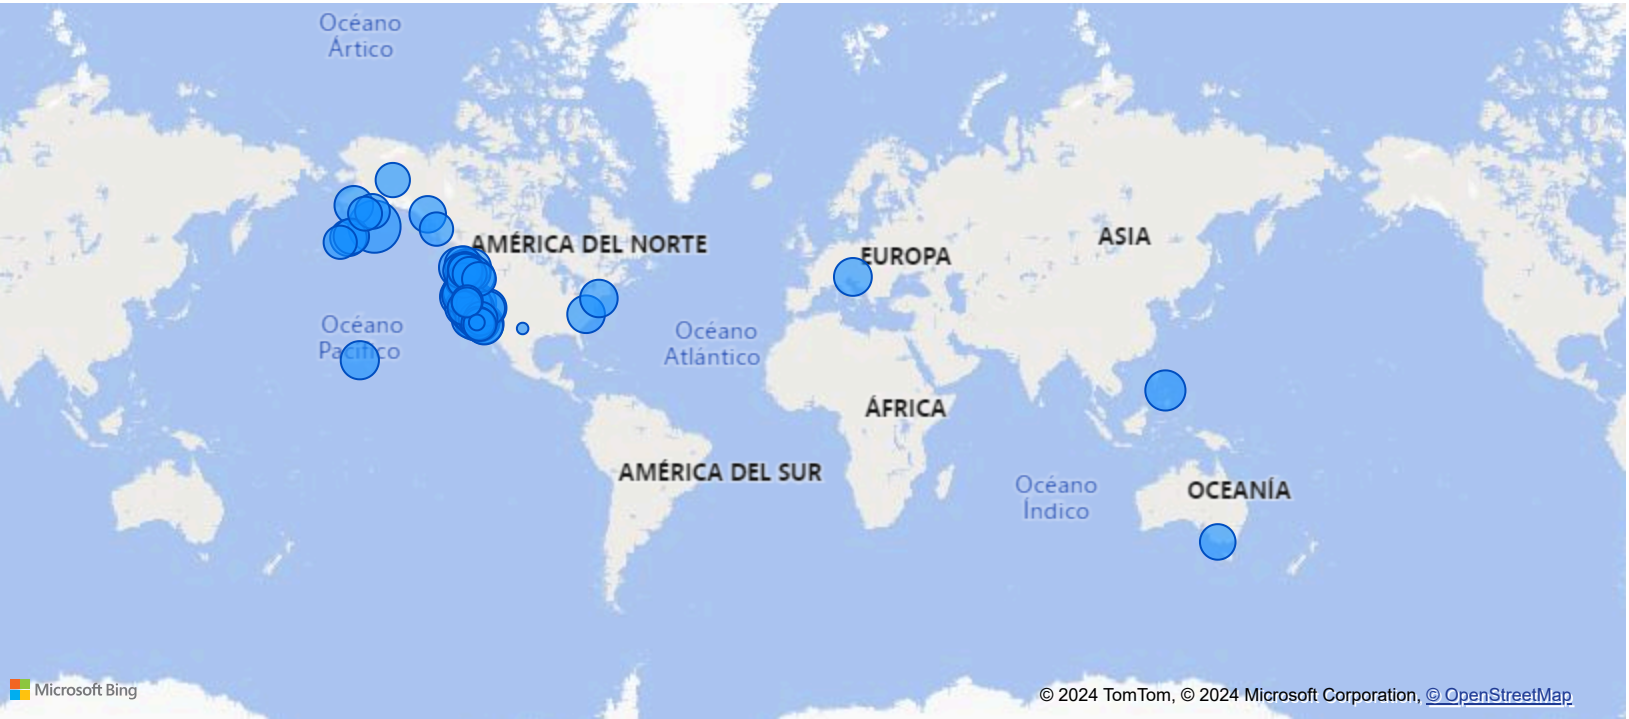 Océano
Ártico
AMÉRICA DEL NORTE
ASIA
EUROPA
Océano
Pacífico
Océano
Atlántico
ÁFRICA
AMÉRICA DEL SUR
Océano
Índico
OCEANÍA
Microsoft Bing
© 2024 TomTom, © 2024 Microsoft Corporation, © OpenStreetMap